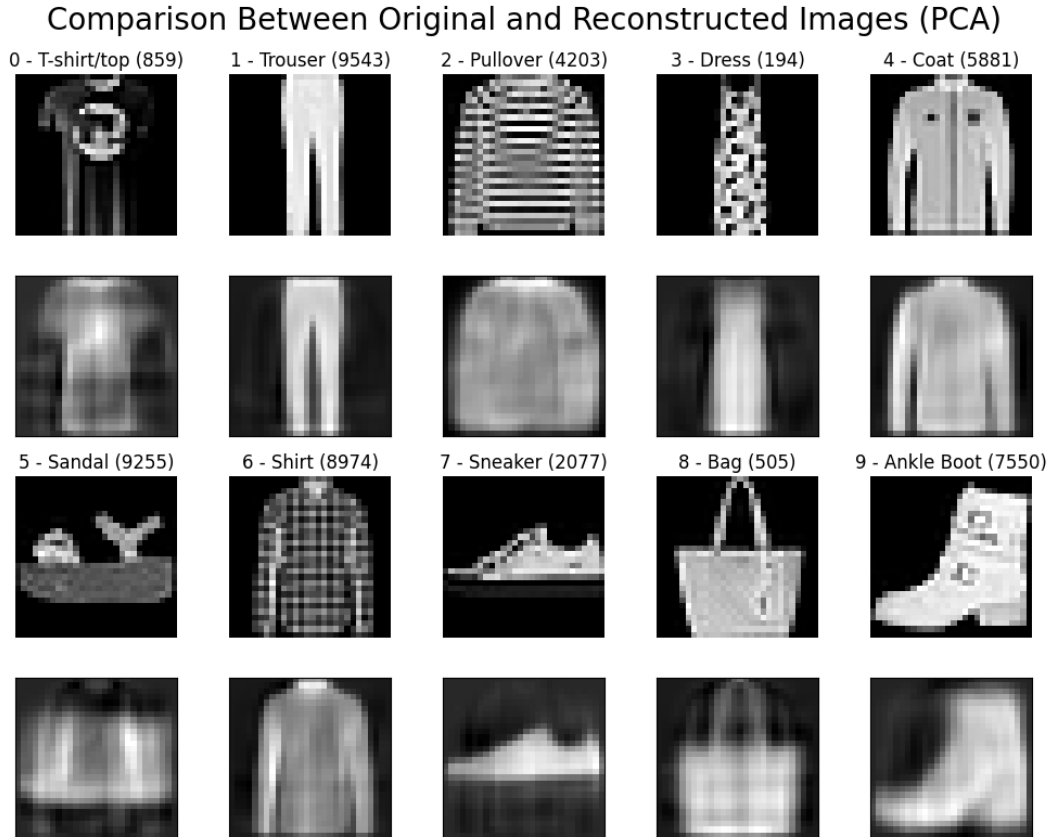 Comparison Between Original and Reconstructed Images (PCA)
0 - T-shirt/top (859)
1 - Trouser (9543)
2 - Pullover (4203)
3 - Dress (194)
4 - Coat (5881)
5 - Sandal (9255)
6 - Shirt (8974)
7 - Sneaker (2077)
8 - Bag (505)
9 - Ankle Boot (7550)